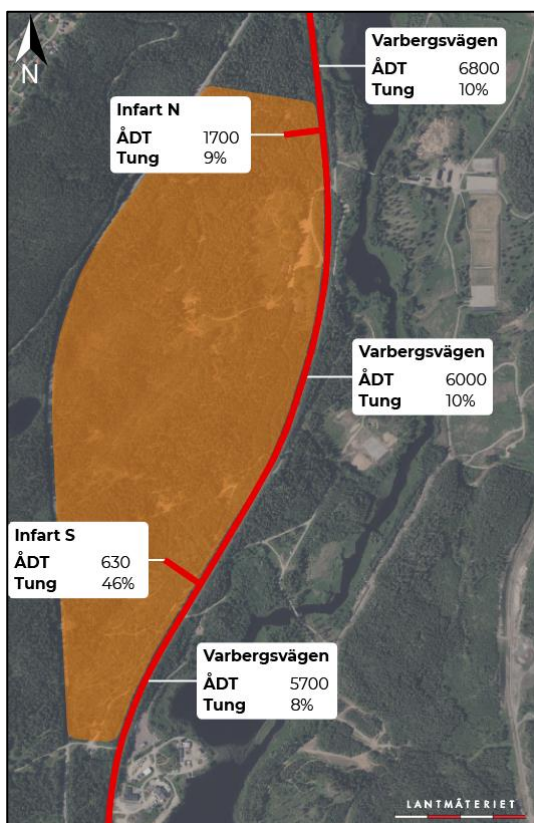 N
Varbergsvägen
ÅDT 6800
Tung 10%
Infart N
ÅDT 1700
Tung 9%
Varbergsvägen
ÅDT 6000
Tung 10%
Infart S
ÅDT 630
Tung 46%
Varbergsvägen
ÅDT 5700
Tung 8%
LANTMÄTERIET